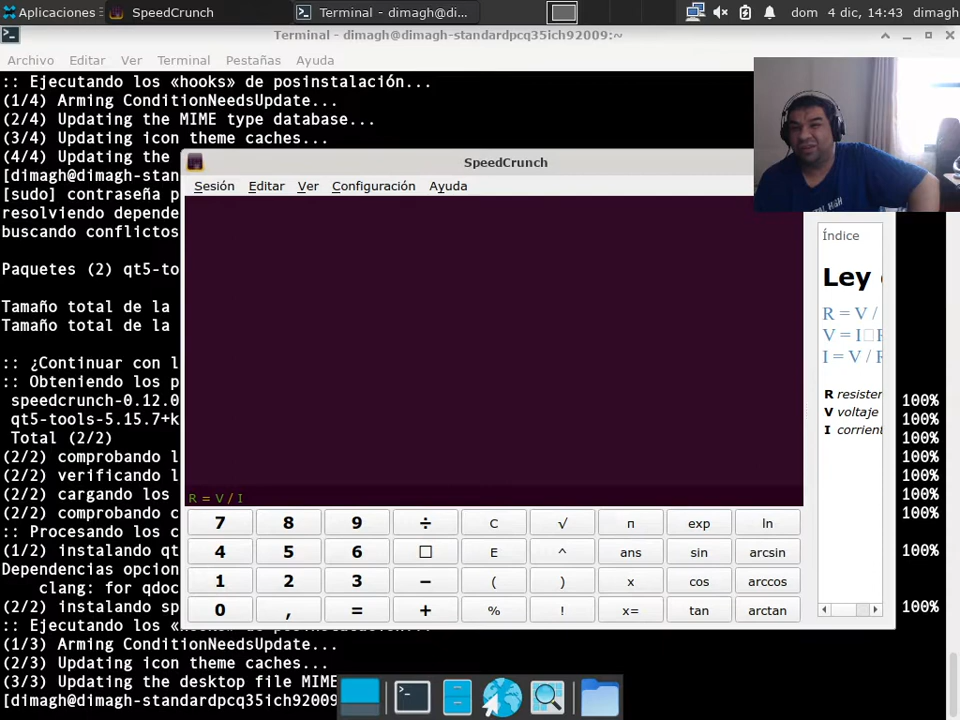 Aplicaciones
SpeedCrunch
Terminal - dimagh@di...
dom 4 dic, 14:43
dimagh
Terminal - dimagh@dimagh-standardpcq35ich92009:~
Archivo Editar Ver Terminal Pestañas Ayuda
:: Ejecutando los «hooks» de posinstalación...
(1/4) Arming ConditionNeedsUpdate...
(2/4) Updating the MIME type database...
(3/4) Updating icon theme caches...
(4/4) Updating the
[dimagh@dimagh-stan
[sudo] contraseña p
resolviendo depende
buscando conflictos
Paquetes (2) qt5-to
Tamaño total de la
Tamaño total de la
:: ¿Continuar con l
:: Obteniendo los p
speedcrunch-0.12.0 100%
qt5-tools-5.15.7+k 100%
Total (2/2) 100%
(2/2) comprobando l 100%
(2/2) verificando l 100%
(2/2) cargando los 100%
(2/2) comprobando c 100%
:: Procesando los c
(1/2) instalando qt 100%
Dependencias opcion
clang: for qdoc
(2/2) instalando sp 100%
:: Ejecutando los
(1/3) Arming ConditionNeedsUpdate...
(2/3) Updating icon theme caches...
(3/3) Updating the desktop file MIME
[dimagh@dimagh-standardpcq35ich92009
SpeedCrunch
Sesión Editar Ver Configuración Ayuda
R = V / I
7 8 9 ÷ C √ π exp ln
4 5 6 E ^ ans sin arcsin
1 2 3 − ( ) x cos arccos
0 , = + % ! x= tan arctan
Índice
Ley
R = V /
V = I
I = V / R
R resister
V voltaje
I corrient